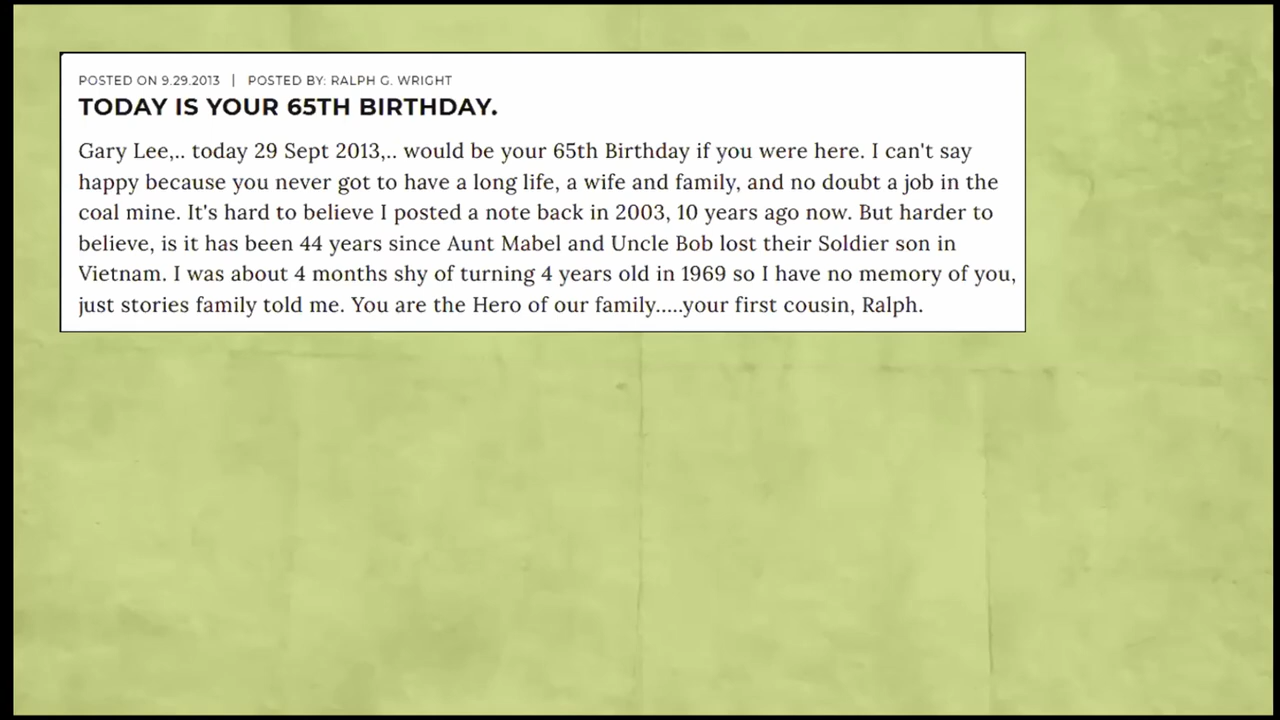 POSTED ON 9.29.2013 | POSTED BY: RALPH G. WRIGHT
TODAY IS YOUR 65TH BIRTHDAY.
Gary Lee,.. today 29 Sept 2013,.. would be your 65th Birthday if you were here. I can't say
happy because you never got to have a long life, a wife and family, and no doubt a job in the
coal mine. It's hard to believe I posted a note back in 2003, 10 years ago now. But harder to
believe, is it has been 44 years since Aunt Mabel and Uncle Bob lost their Soldier son in
Vietnam. I was about 4 months shy of turning 4 years old in 1969 so I have no memory of you,
just stories family told me. You are the Hero of our family.....your first cousin, Ralph.